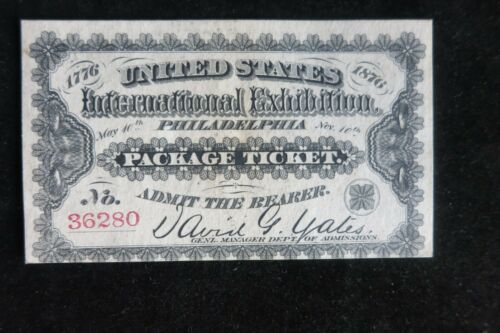 1776 UNITED STATES 1876
International Exhibition.
May 10th PHILADELPHIA Nov. 10th
PACKAGE TICKET.
ADMIT THE BEARER.
No.
36280
David G. Yates.
GENL. MANAGER DEPT. OF ADMISSIONS.